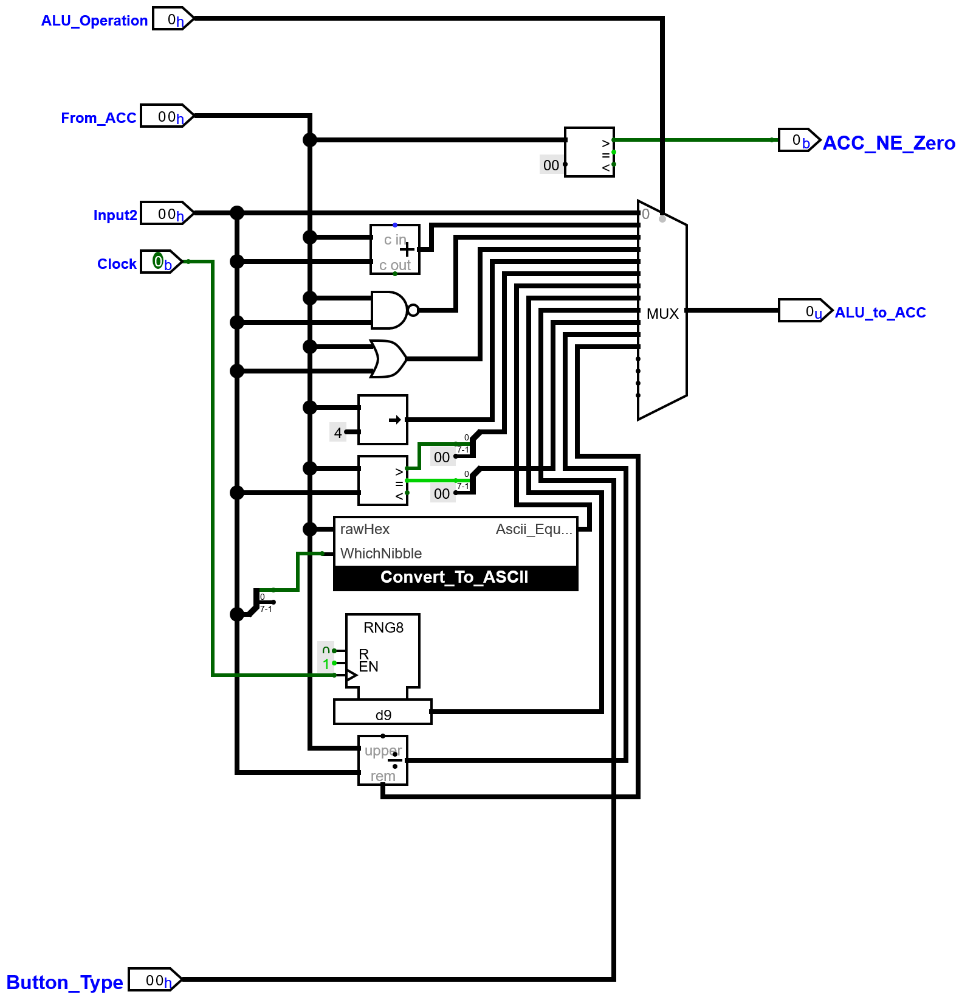 ALU_Operation 0h
From_ACC 00h
> = <
00
0b ACC_NE_Zero
Input2 00h
0
c in
+
c out
Clock 0b
MUX
0u ALU_to_ACC
4
0
7-1
00
> = <
0
7-1
00
rawHex Ascii_Equ...
WhichNibble
Convert_To_ASCII
0
7-1
RNG8
0 R
1 EN
d9
upper
÷
rem
Button_Type 00h